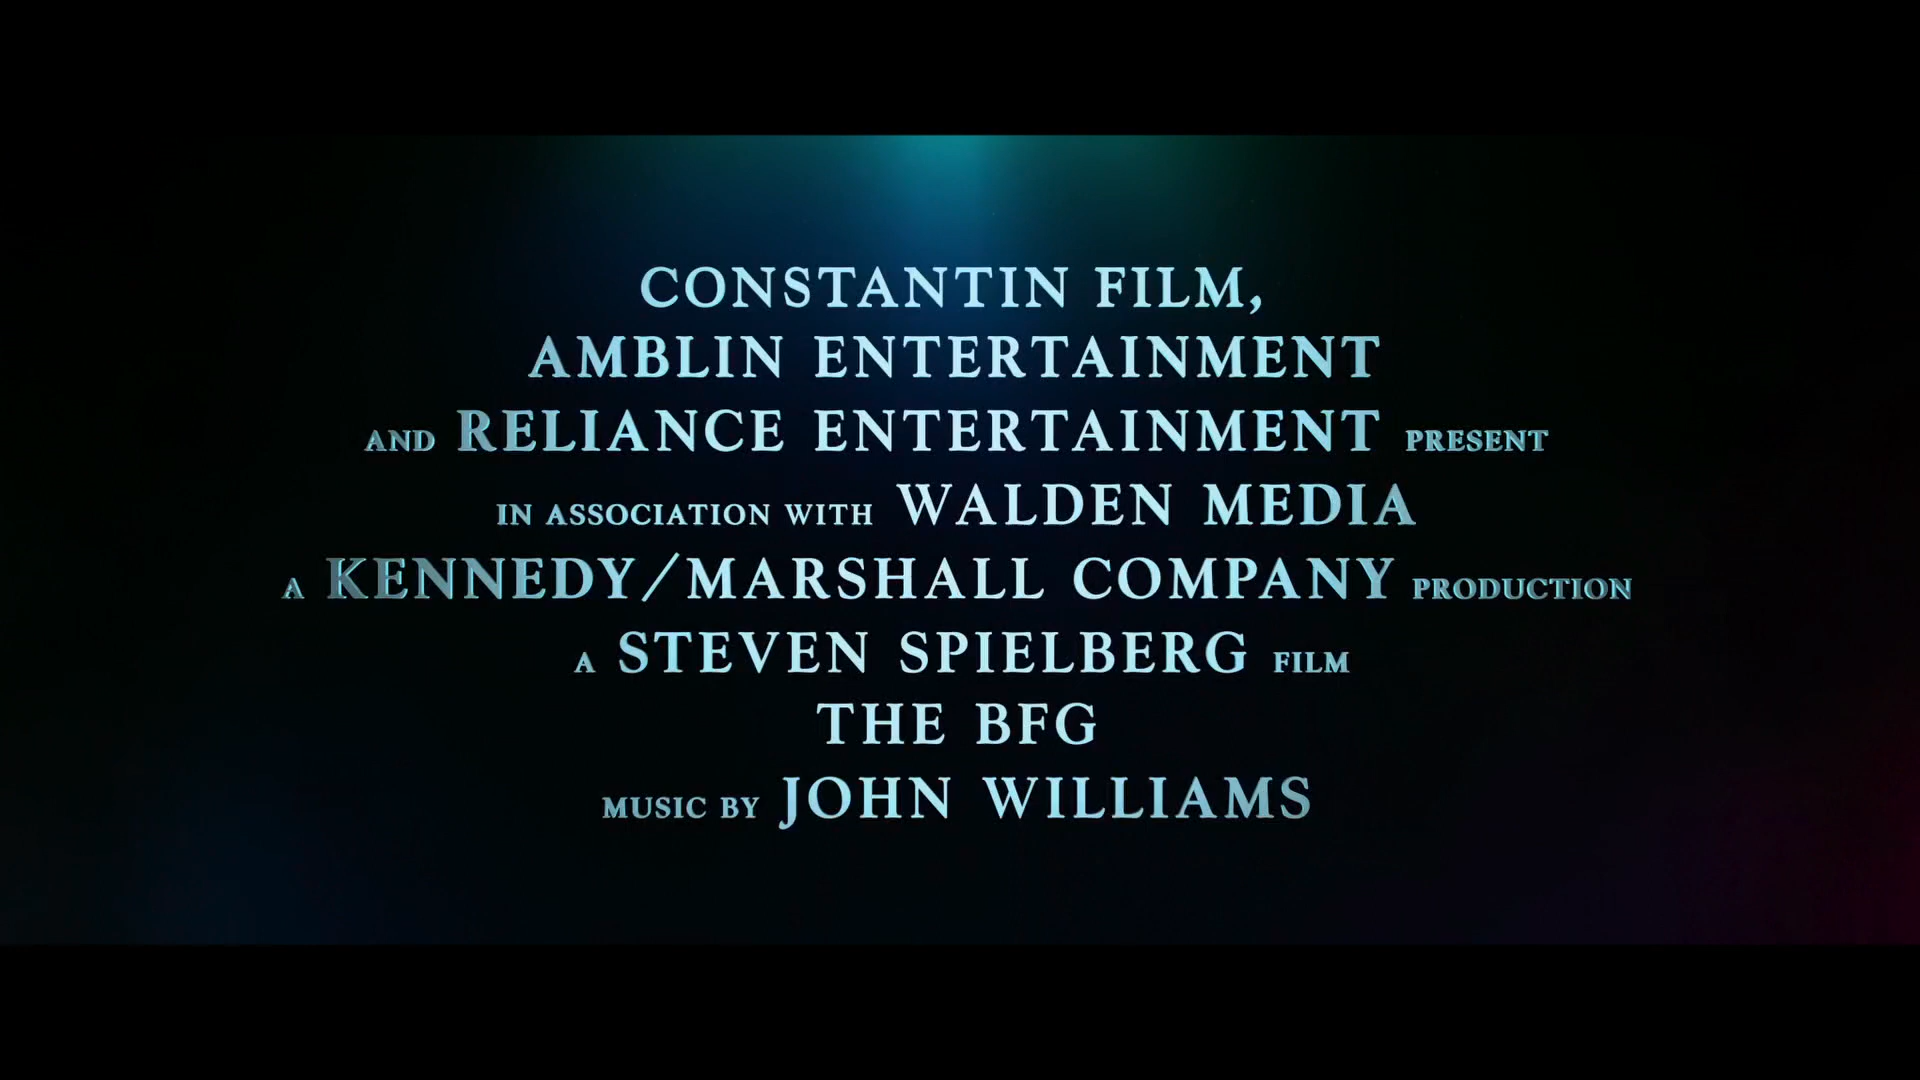 CONSTANTIN FILM,
AMBLIN ENTERTAINMENT
AND RELIANCE ENTERTAINMENT PRESENT
IN ASSOCIATION WITH WALDEN MEDIA
A KENNEDY/MARSHALL COMPANY PRODUCTION
A STEVEN SPIELBERG FILM
THE BFG
MUSIC BY JOHN WILLIAMS